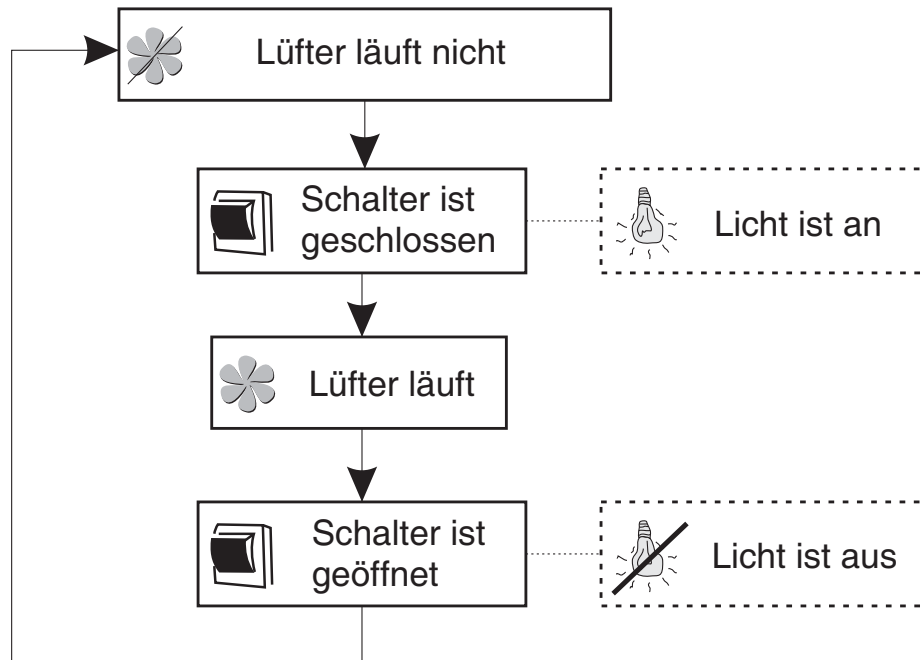 Lüfter läuft nicht
Schalter ist
geschlossen
Licht ist an
Lüfter läuft
Schalter ist
geöffnet
Licht ist aus